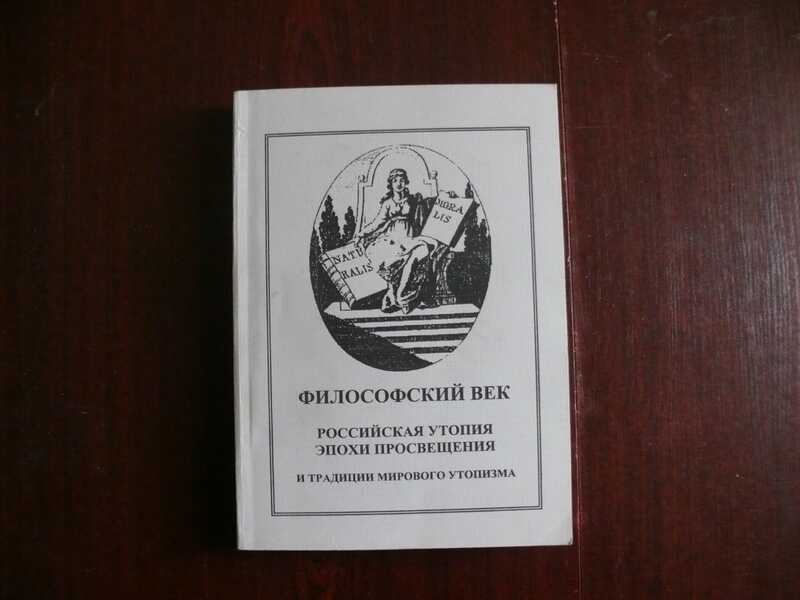 NATU
RALIS
MORA
LIS
ФИЛОСОФСКИЙ ВЕК
РОССИЙСКАЯ УТОПИЯ
ЭПОХИ ПРОСВЕЩЕНИЯ
И ТРАДИЦИИ МИРОВОГО УТОПИЗМА